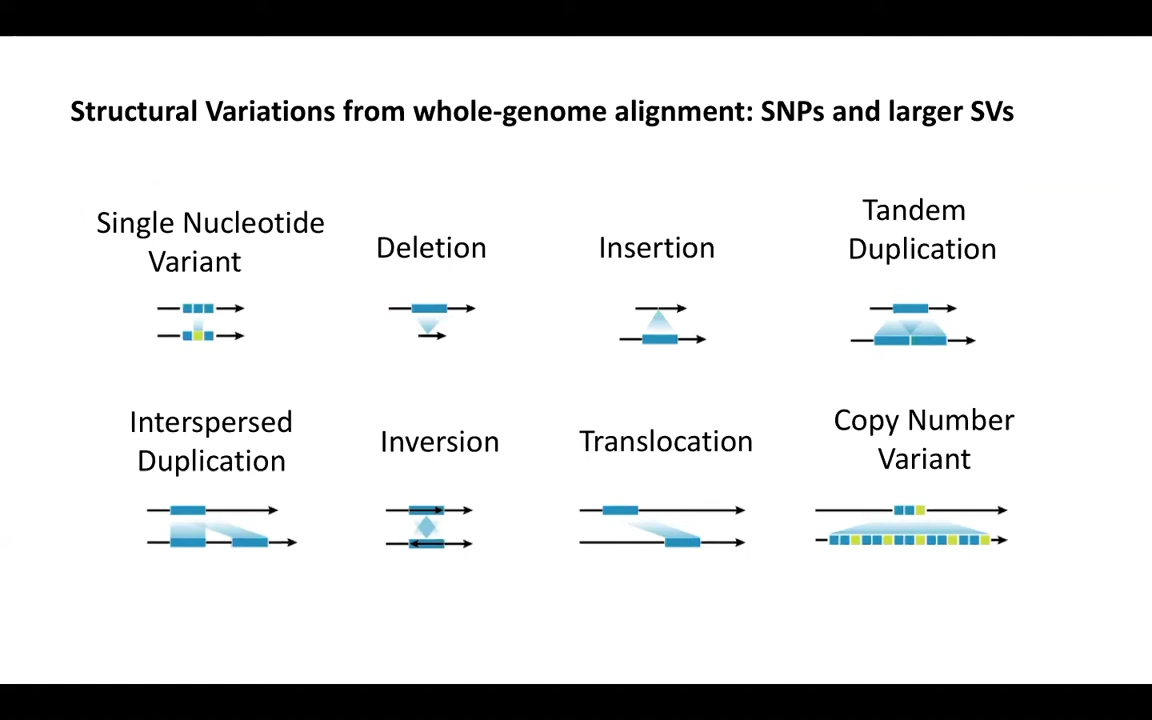 Structural Variations from whole-genome alignment: SNPs and larger SVs
Single Nucleotide
Variant
Deletion
Insertion
Tandem
Duplication
Interspersed
Duplication
Inversion
Translocation
Copy Number
Variant